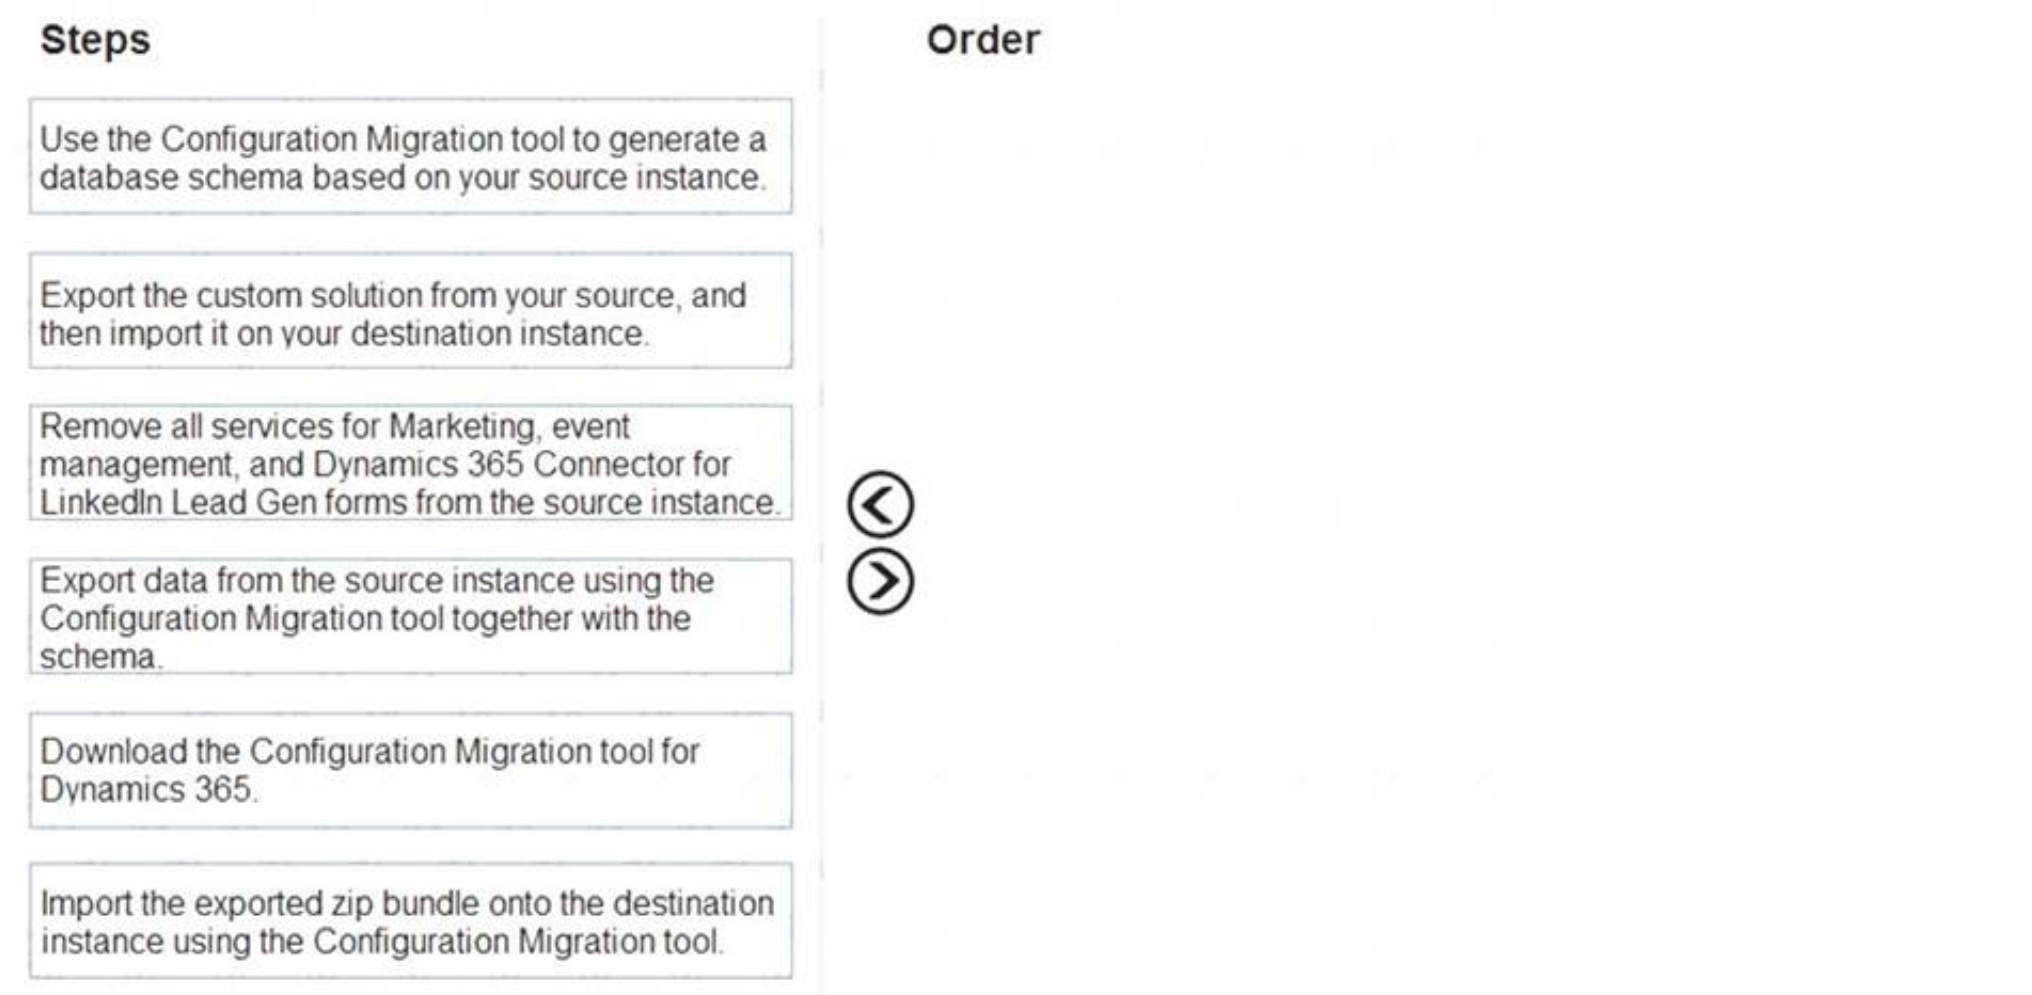 Steps
Order
Use the Configuration Migration tool to generate a
database schema based on your source instance.
Export the custom solution from your source, and
then import it on your destination instance.
Remove all services for Marketing, event
management, and Dynamics 365 Connector for
LinkedIn Lead Gen forms from the source instance.
Export data from the source instance using the
Configuration Migration tool together with the
schema.
Download the Configuration Migration tool for
Dynamics 365.
Import the exported zip bundle onto the destination
instance using the Configuration Migration tool.